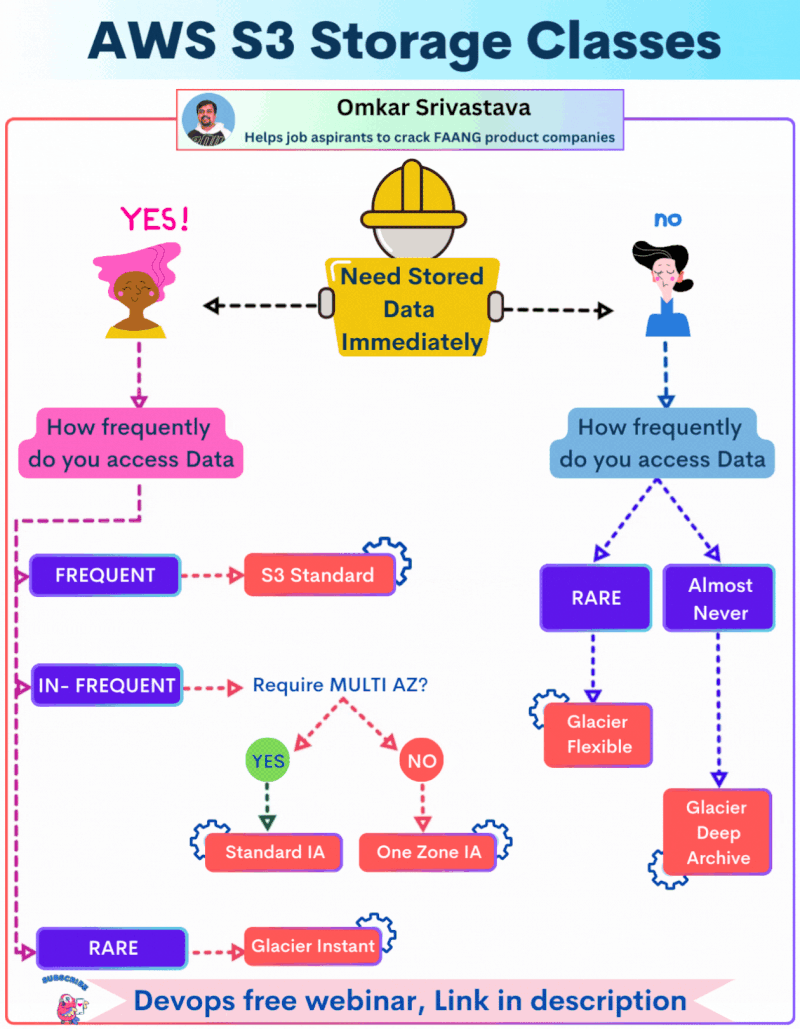 AWS S3 Storage Classes
Omkar Srivastava
Helps job aspirants to crack FAANG product companies
YES!
no
Need Stored
Data
Immediately
How frequently
do you access Data
How frequently
do you access Data
FREQUENT
S3 Standard
RARE
Almost
Never
IN- FREQUENT
Require MULTI AZ?
Glacier
Flexible
YES
NO
Glacier
Deep
Archive
Standard IA
One Zone IA
RARE
Glacier Instant
SUBSCRIBE
Devops free webinar, Link in description